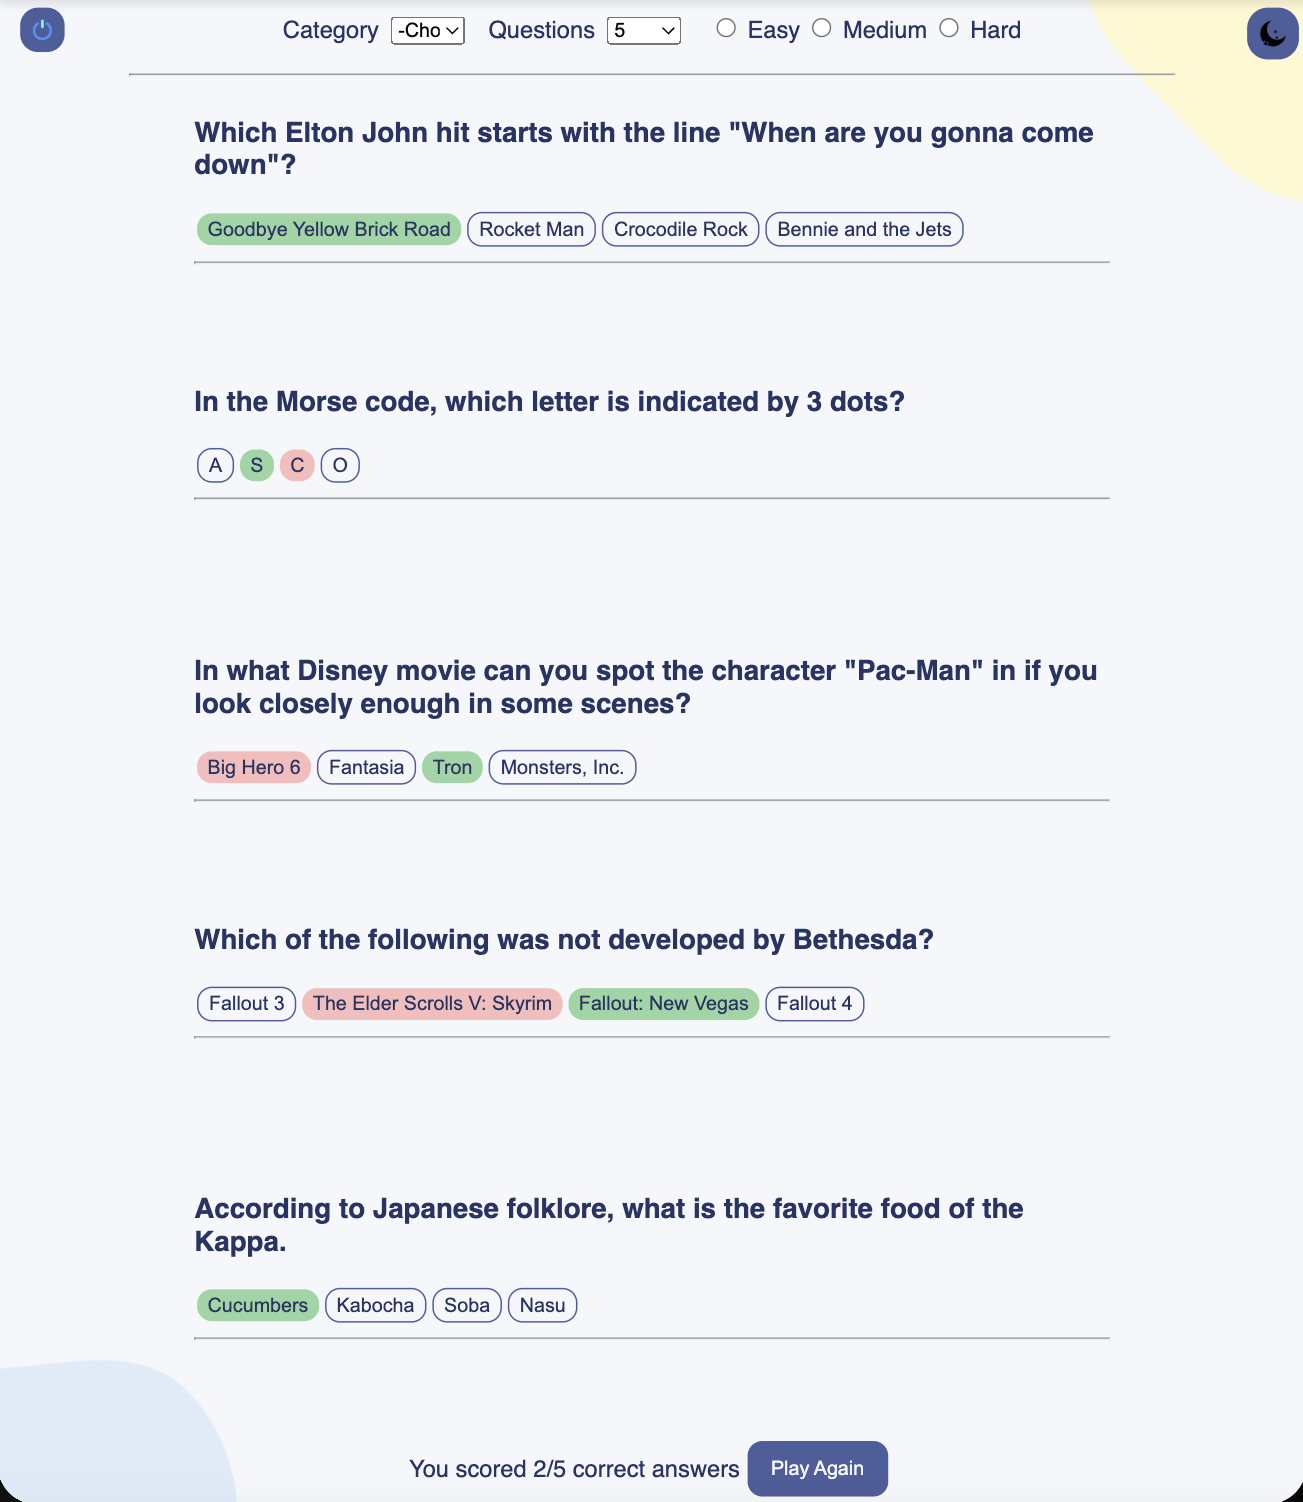 Category -Cho Questions 5 Easy Medium Hard
Which Elton John hit starts with the line "When are you gonna come
down"?
Goodbye Yellow Brick Road Rocket Man Crocodile Rock Bennie and the Jets
In the Morse code, which letter is indicated by 3 dots?
A S C O
In what Disney movie can you spot the character "Pac-Man" in if you
look closely enough in some scenes?
Big Hero 6 Fantasia Tron Monsters, Inc.
Which of the following was not developed by Bethesda?
Fallout 3 The Elder Scrolls V: Skyrim Fallout: New Vegas Fallout 4
According to Japanese folklore, what is the favorite food of the
Kappa.
Cucumbers Kabocha Soba Nasu
You scored 2/5 correct answers Play Again